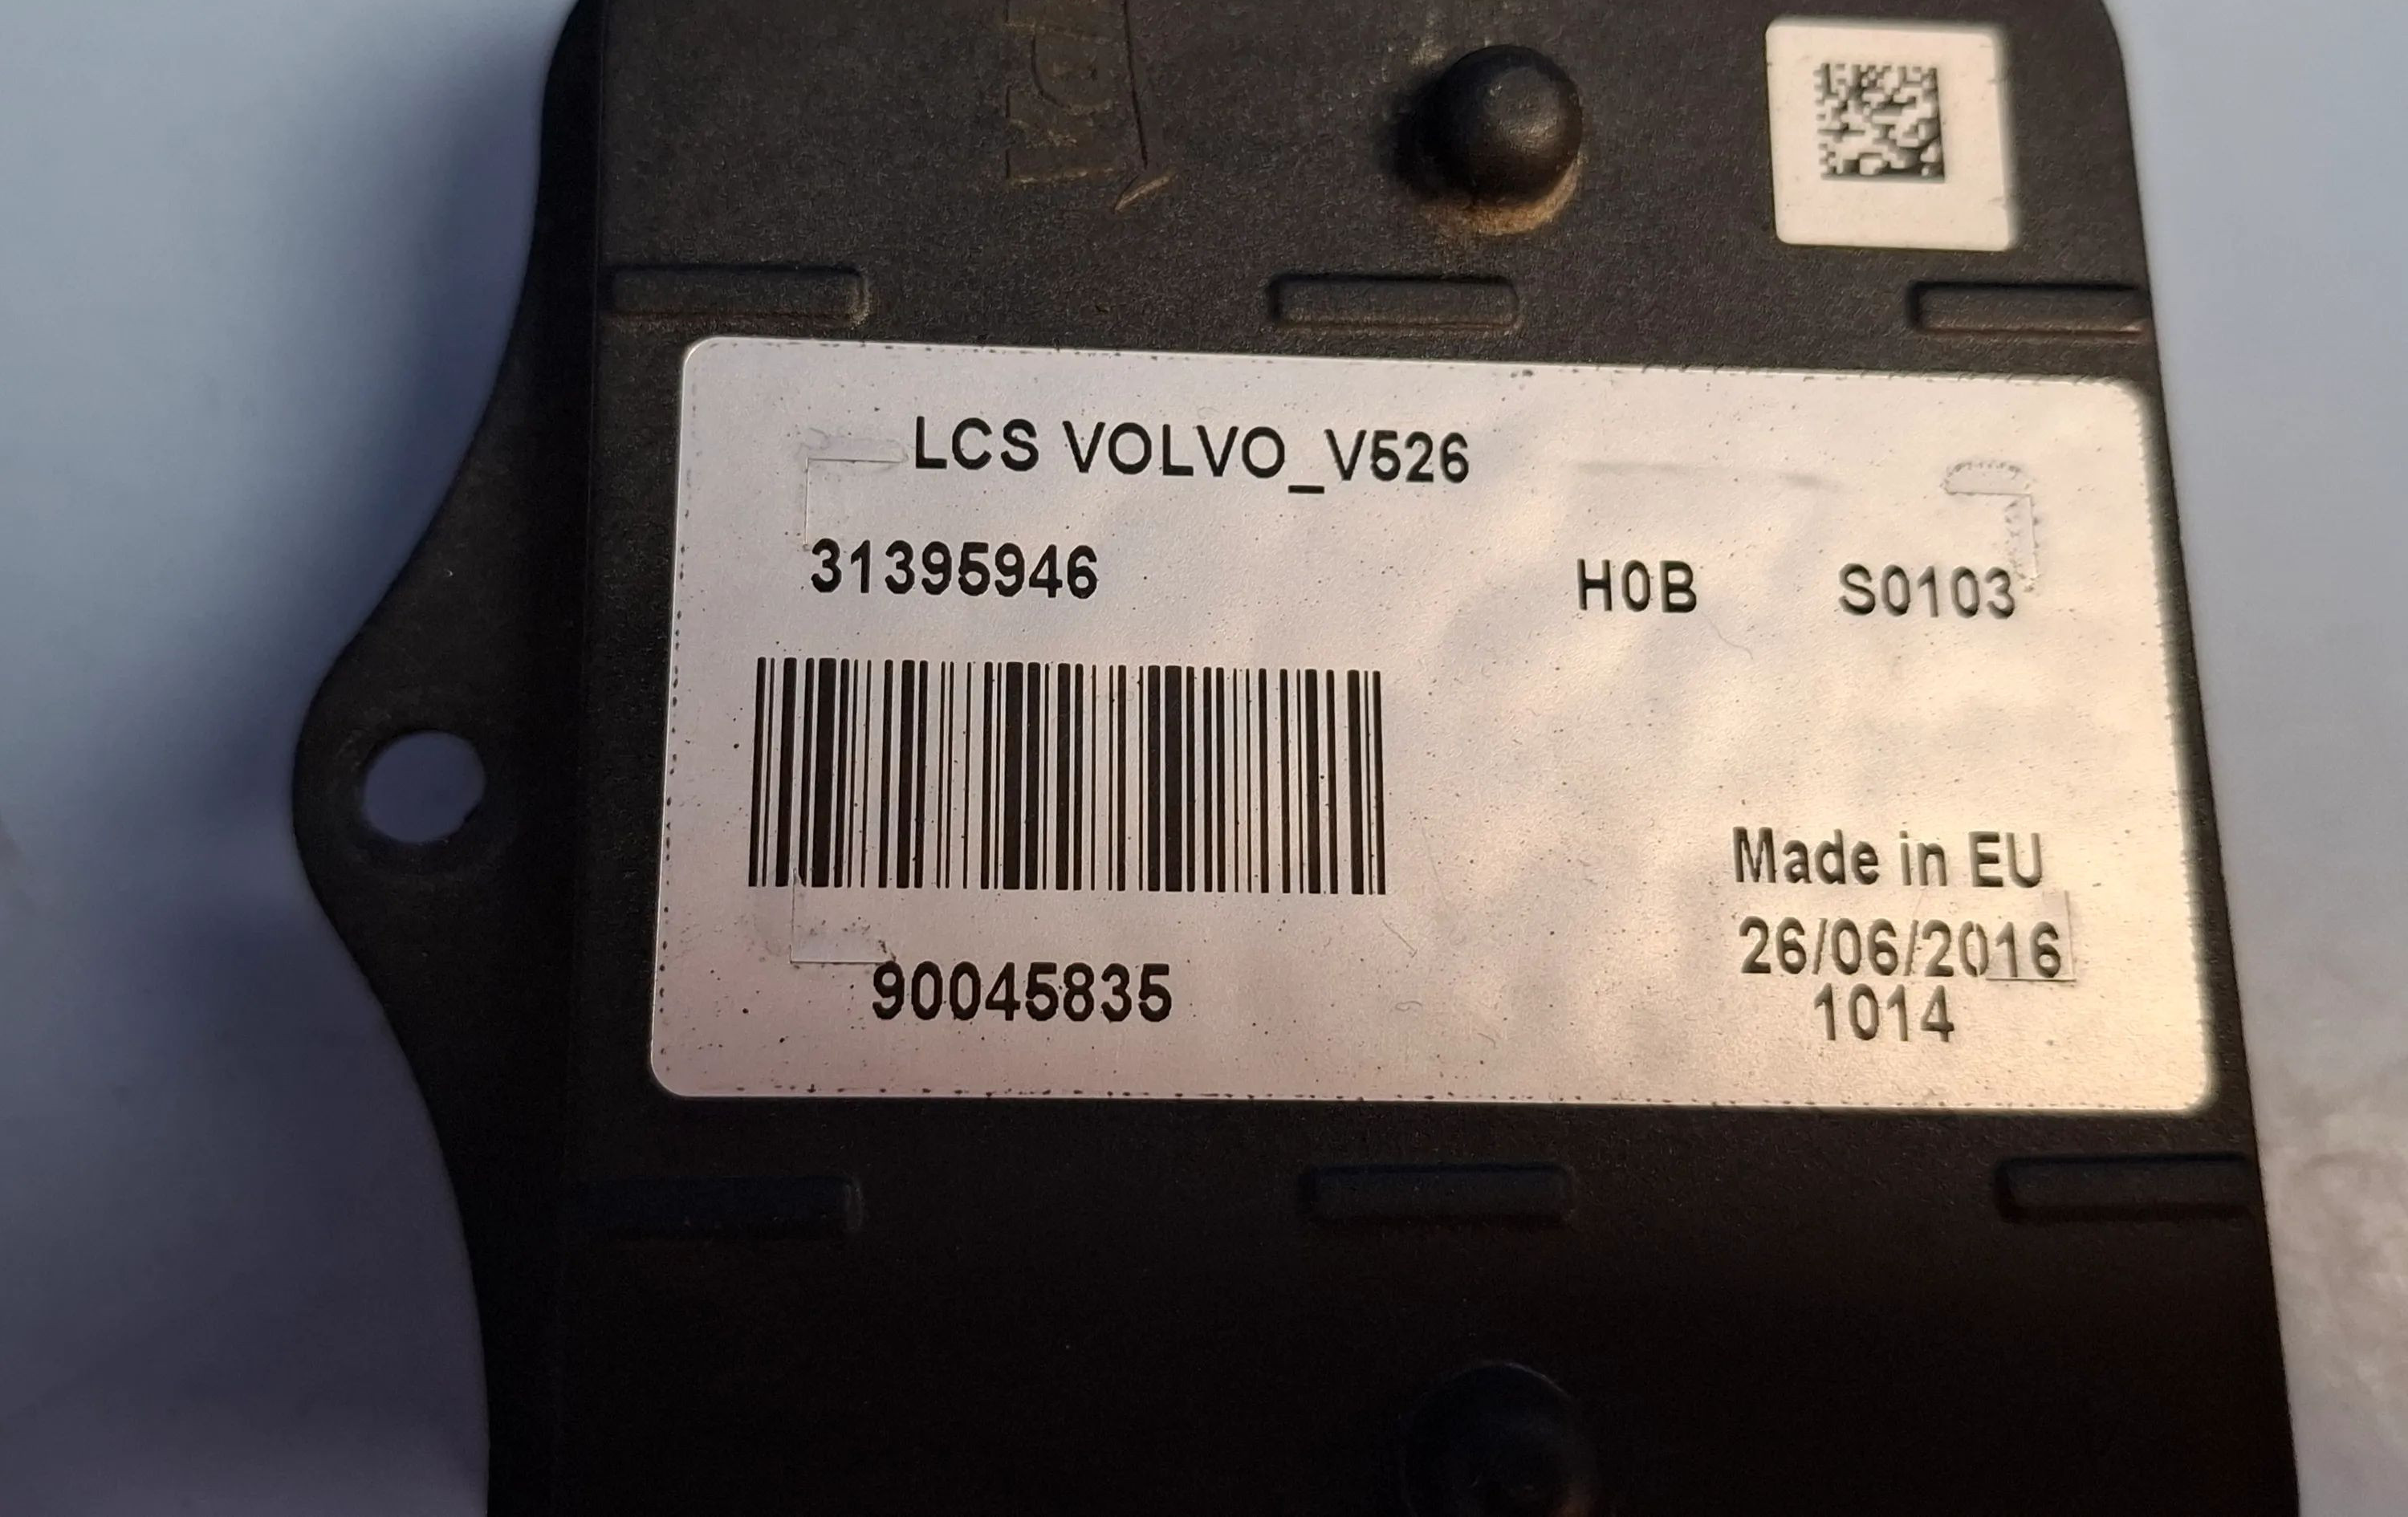 LCS VOLVO_V526
31395946 H0B S0103
Made in EU
26/06/2016
90045835
1014